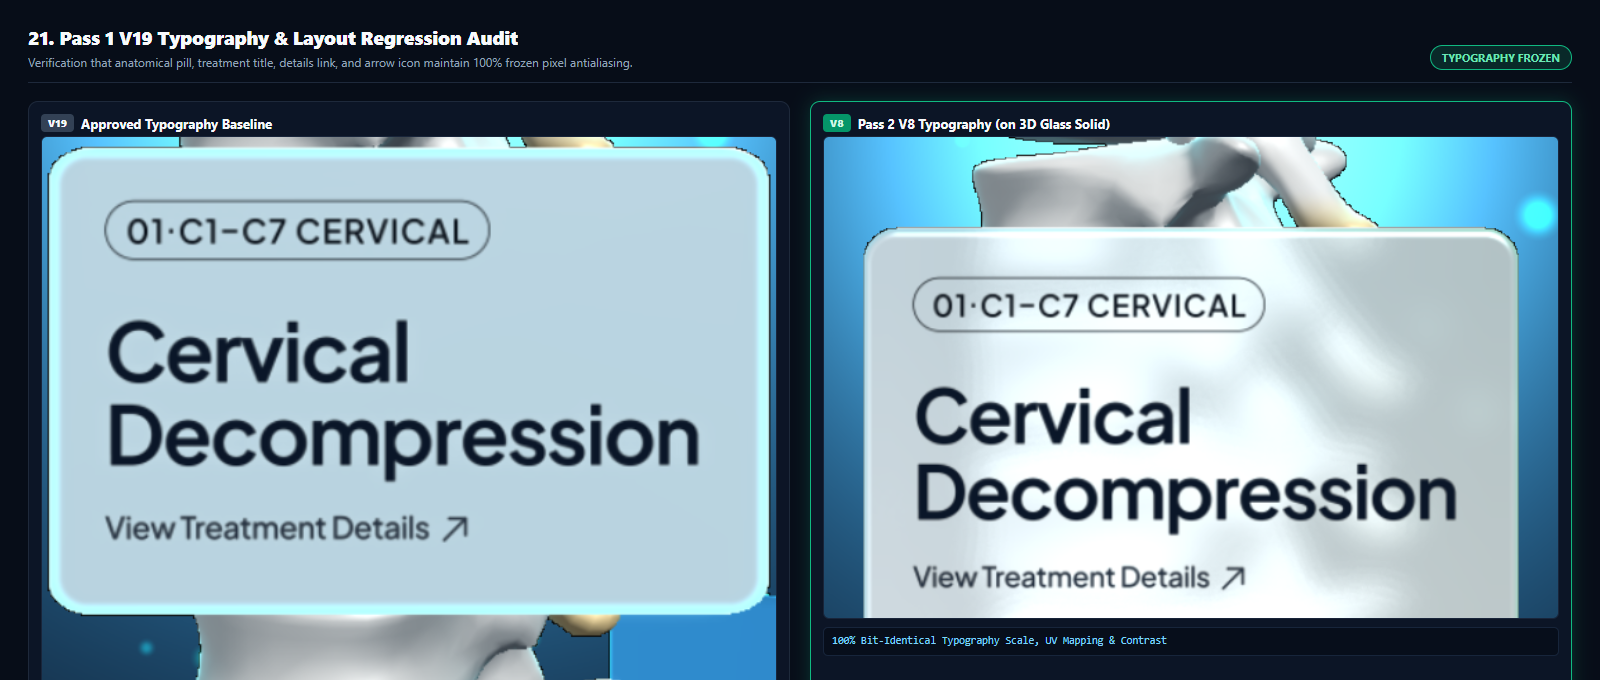 21. Pass 1 V19 Typography & Layout Regression Audit
Verification that anatomical pill, treatment title, details link, and arrow icon maintain 100% frozen pixel antialiasing.
TYPOGRAPHY FROZEN
V19 Approved Typography Baseline
01·C1–C7 CERVICAL
Cervical
Decompression
View Treatment Details ↗
V8 Pass 2 V8 Typography (on 3D Glass Solid)
01·C1–C7 CERVICAL
Cervical
Decompression
View Treatment Details ↗
100% Bit-Identical Typography Scale, UV Mapping & Contrast